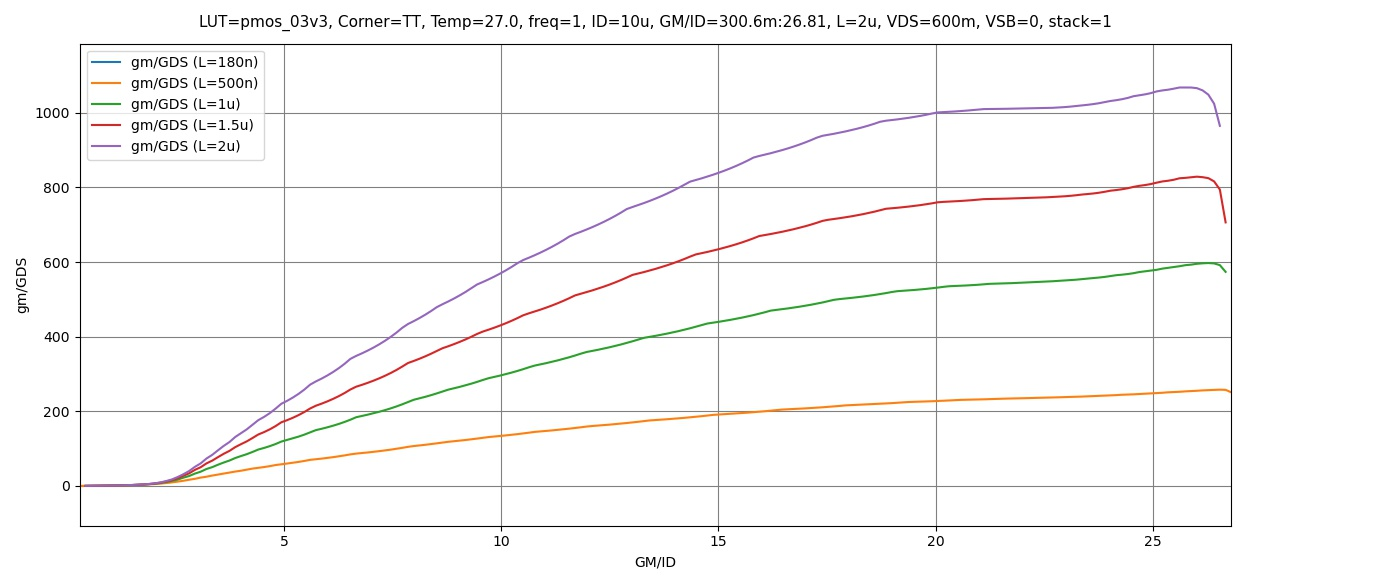 LUT=pmos_03v3, Corner=TT, Temp=27.0, freq=1, ID=10u, GM/ID=300.6m:26.81, L=2u, VDS=600m, VSB=0, stack=1
gm/GDS (L=180n)
gm/GDS (L=500n)
gm/GDS (L=1u)
gm/GDS (L=1.5u)
gm/GDS (L=2u)
1000
800
600
400
200
0
gm/GDS
5 10 15 20 25
GM/ID